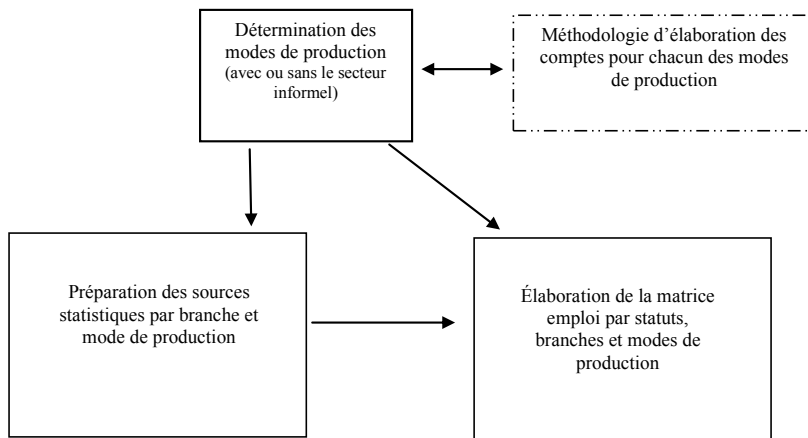 Détermination des
modes de production
(avec ou sans le secteur
informel)
Méthodologie d’élaboration des
comptes pour chacun des modes
de production
Préparation des sources
statistiques par branche et
mode de production
Élaboration de la matrice
emploi par statuts,
branches et modes de
production